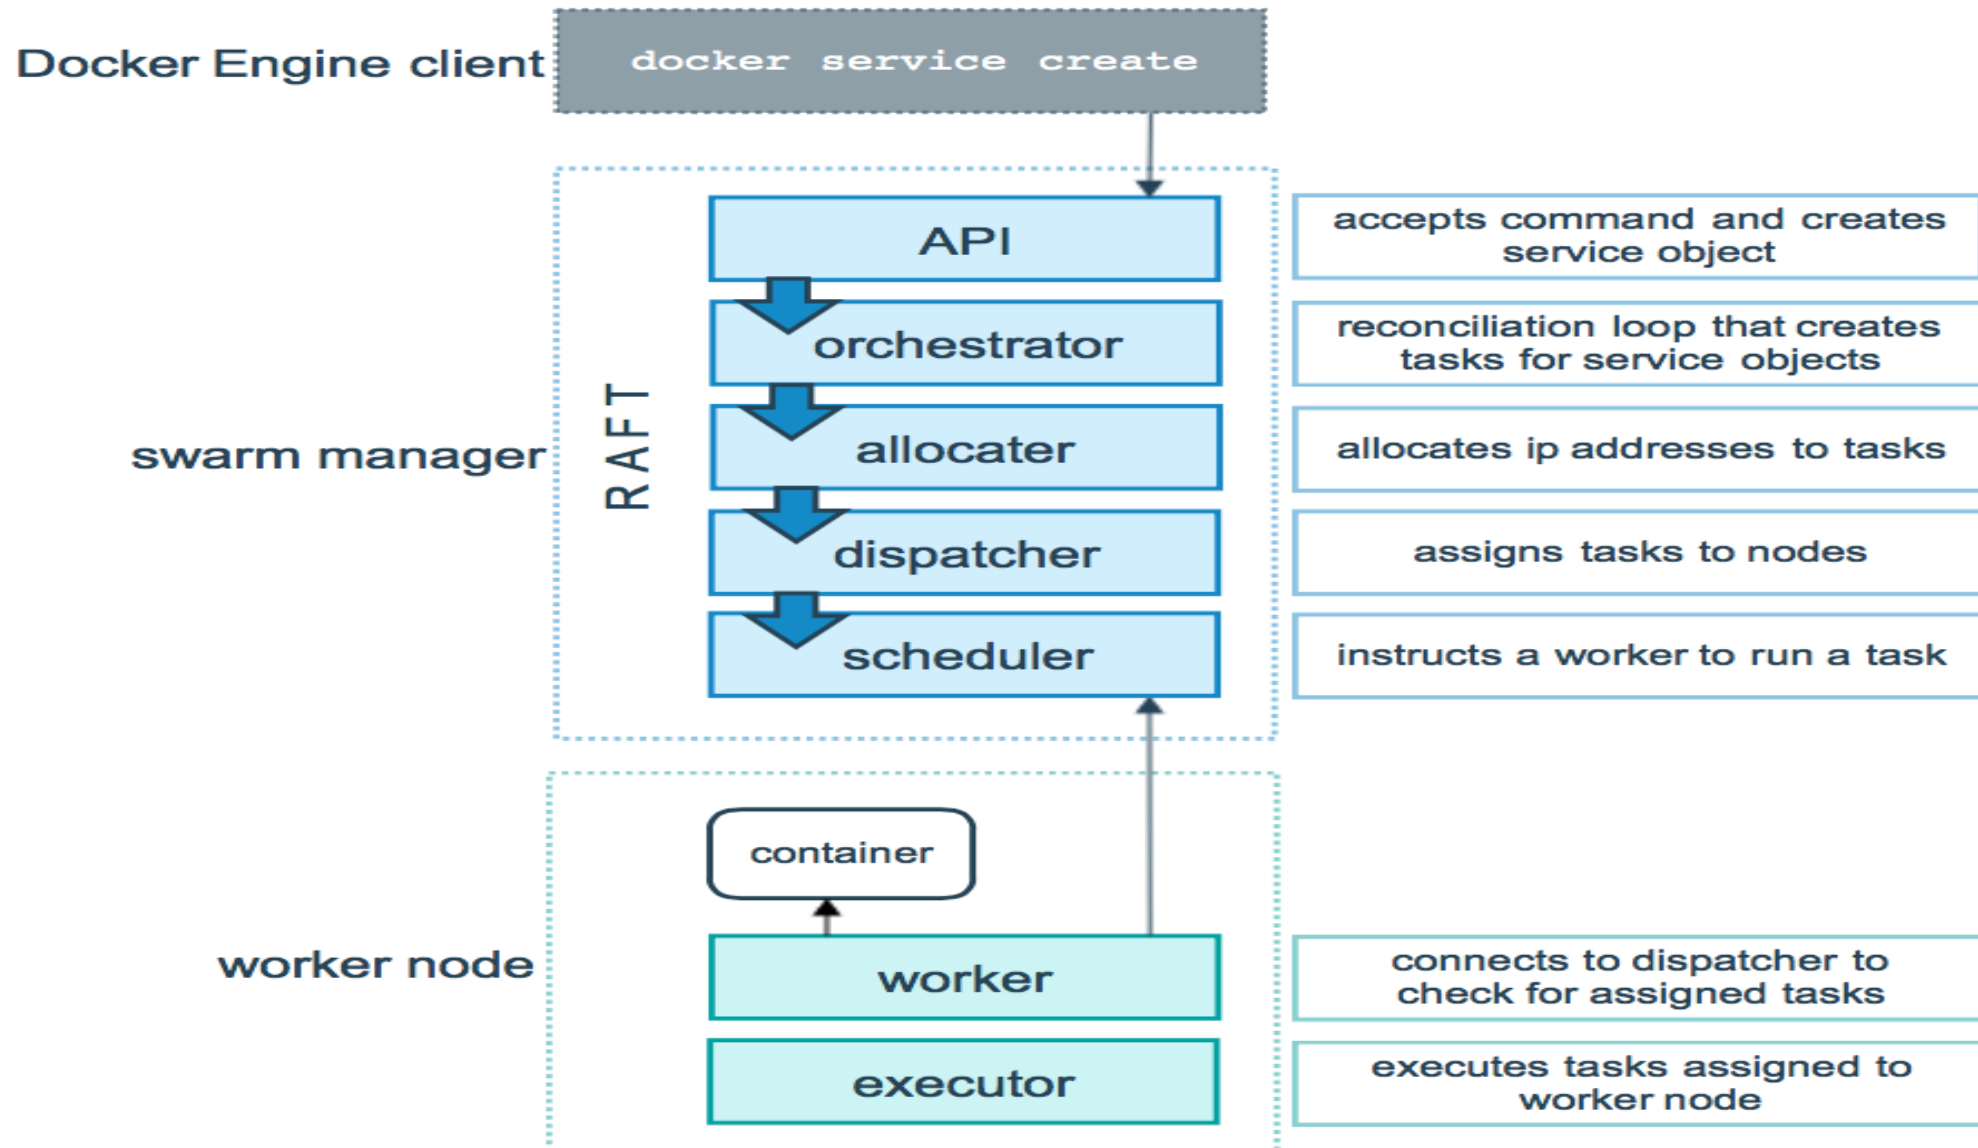 Docker Engine client
docker service create
API
accepts command and creates
service object
orchestrator
reconciliation loop that creates
tasks for service objects
swarm manager
RAFT
allocater
allocates ip addresses to tasks
dispatcher
assigns tasks to nodes
scheduler
instructs a worker to run a task
container
worker node
worker
connects to dispatcher to
check for assigned tasks
executor
executes tasks assigned to
worker node